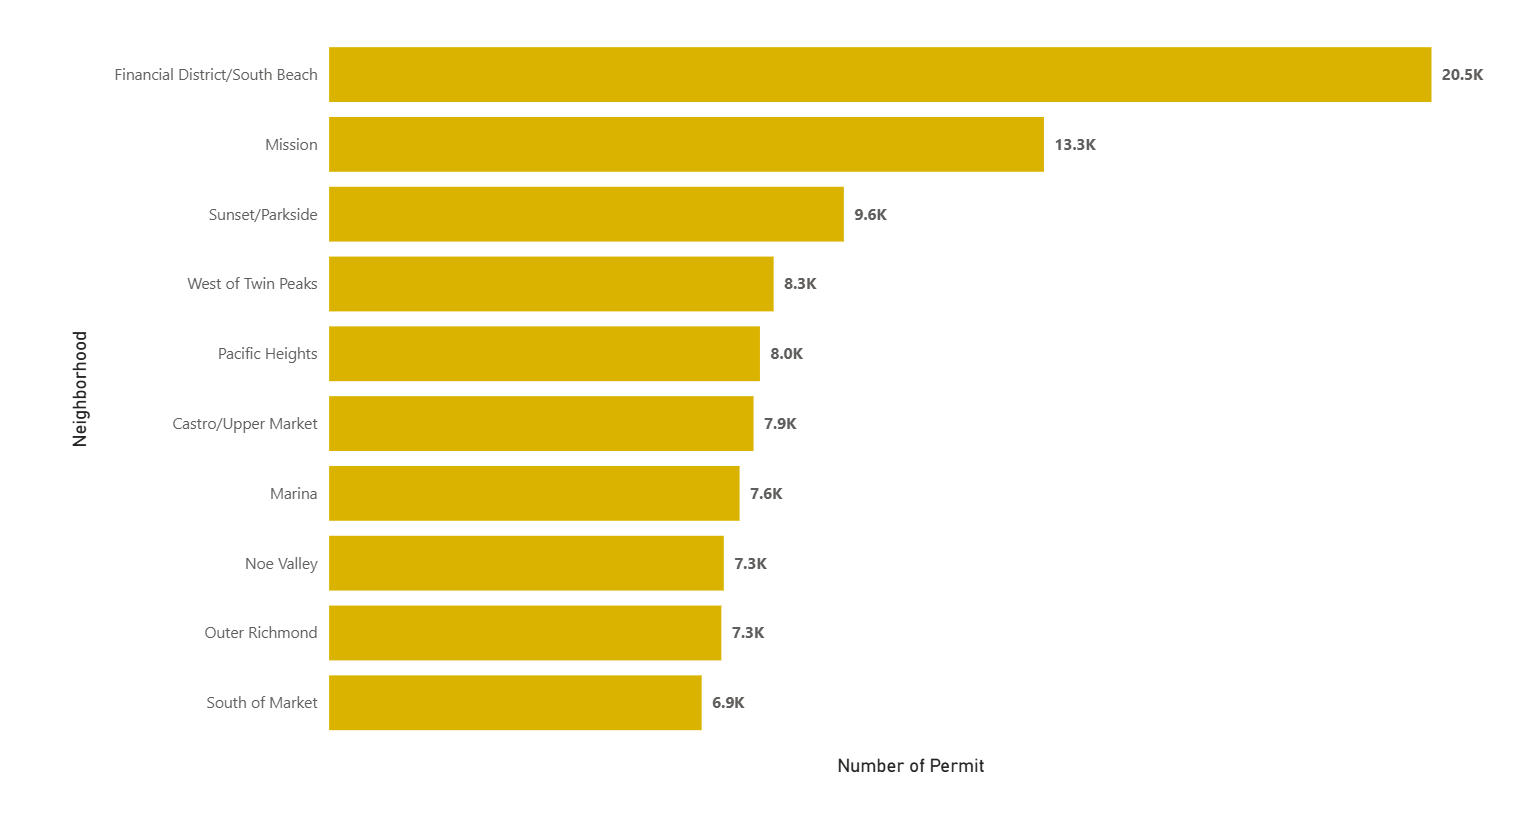 Financial District/South Beach 20.5K
Mission 13.3K
Sunset/Parkside 9.6K
West of Twin Peaks 8.3K
Pacific Heights 8.0K
Castro/Upper Market 7.9K
Marina 7.6K
Noe Valley 7.3K
Outer Richmond 7.3K
South of Market 6.9K
Neighborhood
Number of Permit